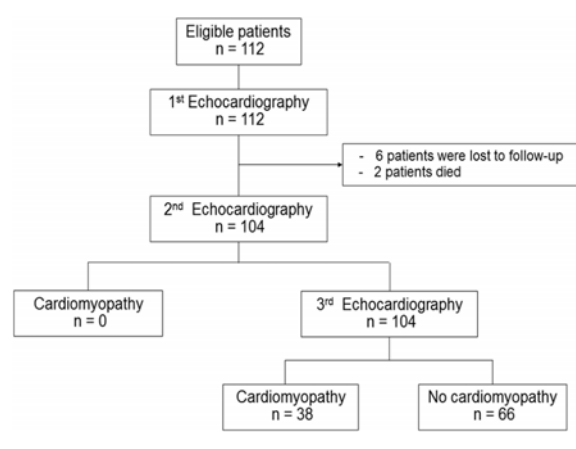 Eligible patients
n = 112
1st Echocardiography
n = 112
- 6 patients were lost to follow-up
- 2 patients died
2nd Echocardiography
n = 104
Cardiomyopathy
n = 0
3rd Echocardiography
n = 104
Cardiomyopathy
n = 38
No cardiomyopathy
n = 66